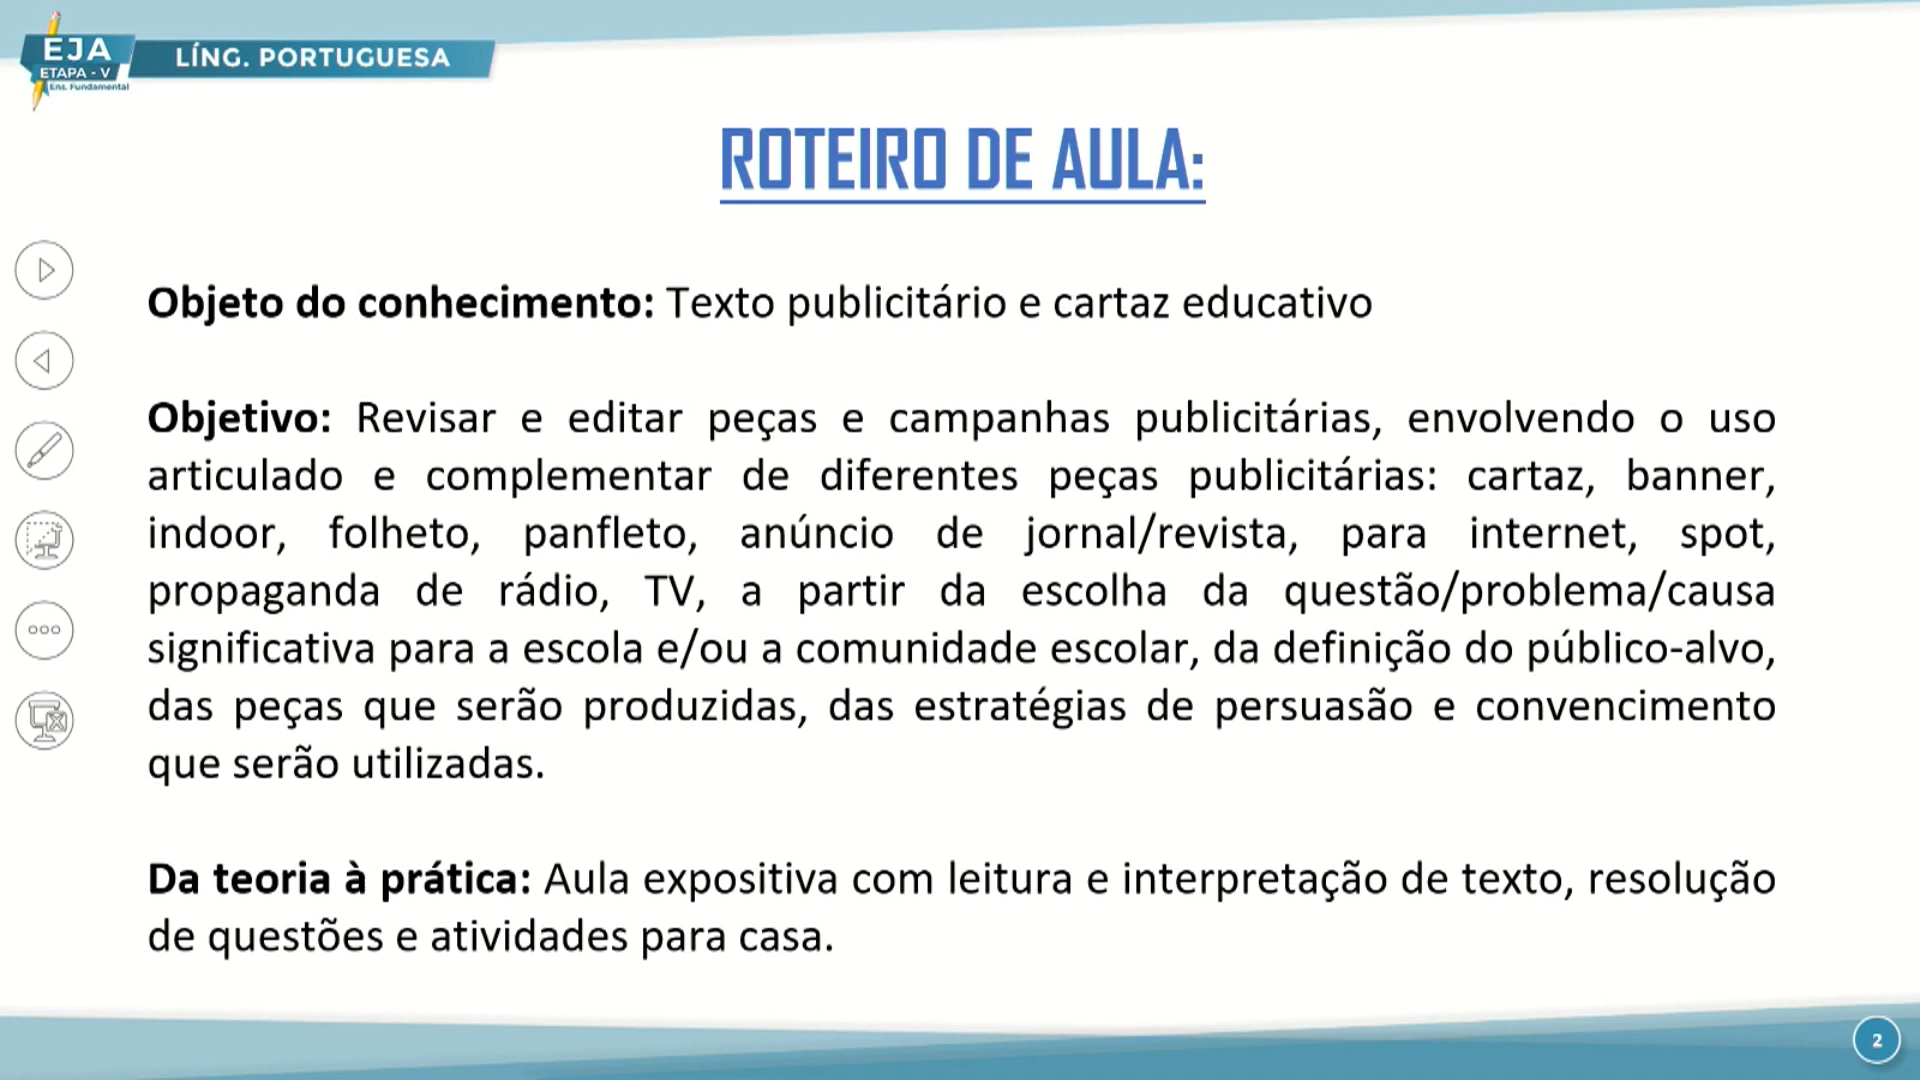 EJA
ETAPA - V
Ens. Fundamental
LÍNG. PORTUGUESA
ROTEIRO DE AULA:
Objeto do conhecimento: Texto publicitário e cartaz educativo
Objetivo: Revisar e editar peças e campanhas publicitárias, envolvendo o uso
articulado e complementar de diferentes peças publicitárias: cartaz, banner,
indoor, folheto, panfleto, anúncio de jornal/revista, para internet, spot,
propaganda de rádio, TV, a partir da escolha da questão/problema/causa
significativa para a escola e/ou a comunidade escolar, da definição do público-alvo,
das peças que serão produzidas, das estratégias de persuasão e convencimento
que serão utilizadas.
Da teoria à prática: Aula expositiva com leitura e interpretação de texto, resolução
de questões e atividades para casa.
2